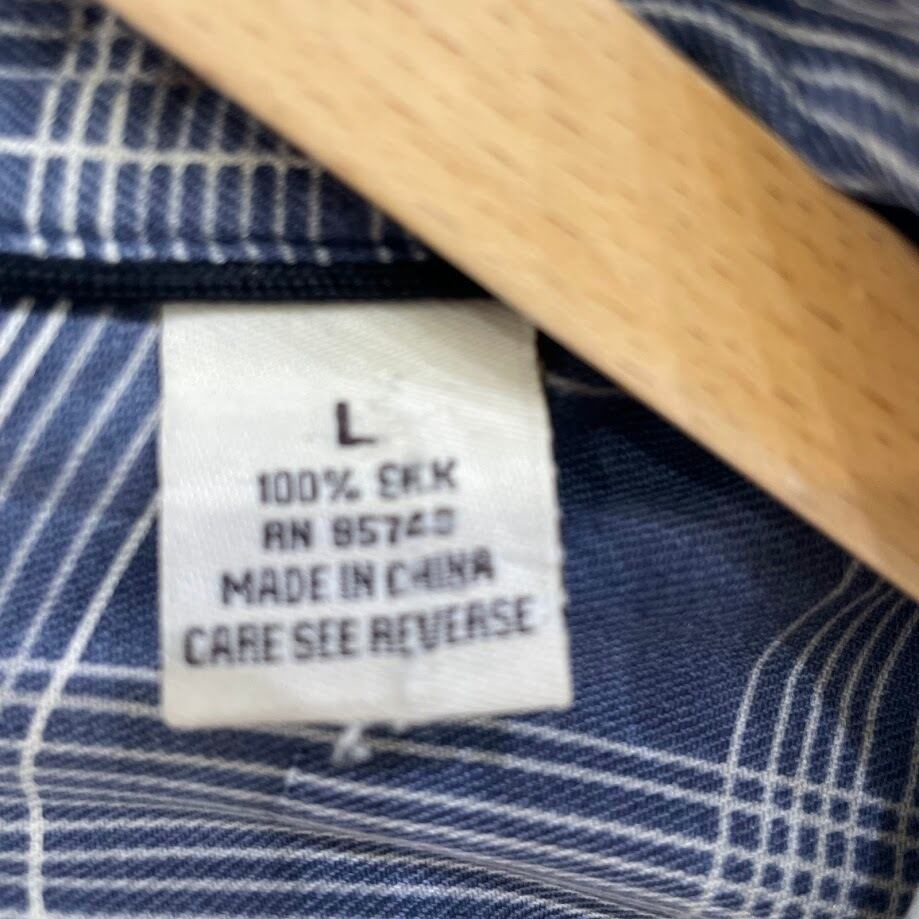 L
100% SILK
RN 85740
MADE IN CHINA
CARE SEE REVERSE